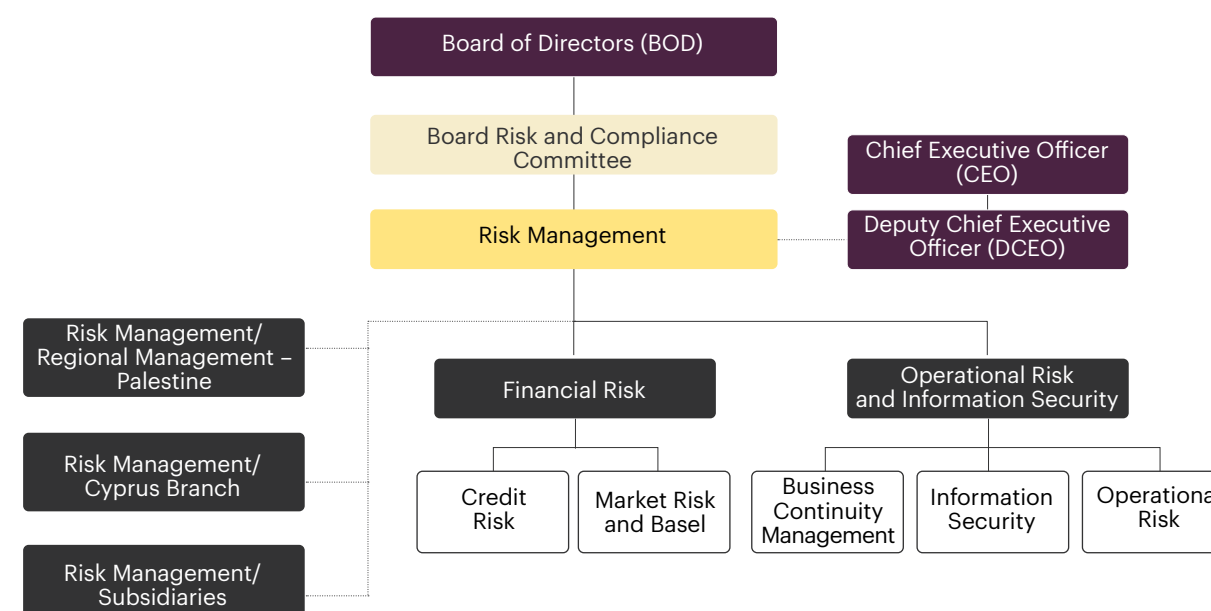 Board of Directors (BOD)
Board Risk and Compliance
Committee
Chief Executive Officer
(CEO)
Risk Management
Deputy Chief Executive
Officer (DCEO)
Risk Management/
Regional Management –
Palestine
Financial Risk
Operational Risk
and Information Security
Risk Management/
Cyprus Branch
Credit
Risk
Market Risk
and Basel
Business
Continuity
Management
Information
Security
Operationa
Risk
Risk Management/
Subsidiaries